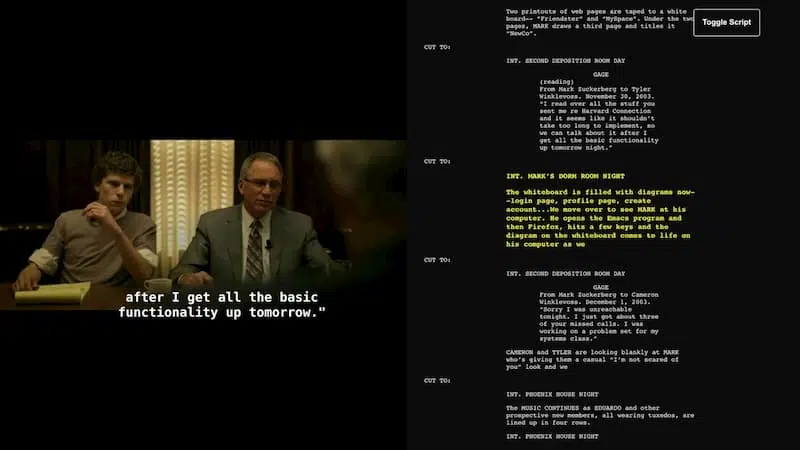 after I get all the basic
functionality up tomorrow."
Toggle Script
Two printouts of web pages are taped to a white
board-- "Friendster" and "MySpace". Under the two
pages, MARK draws a third page and titles it
"NewCo".
CUT TO:
INT. SECOND DEPOSITION ROOM DAY
GAGE
(reading)
From Mark Zuckerberg to Tyler
Winklevoss. November 30, 2003.
"I read over all the stuff you
sent me re Harvard Connection
and it seems like it shouldn't
take too long to implement, so
we can talk about it after I
get all the basic functionality
up tomorrow night."
CUT TO:
INT. MARK'S DORM ROOM NIGHT
The whiteboard is filled with diagrams now-
-login page, profile page, create
account...We move over to see MARK at his
computer. He opens the Emacs program and
then Firefox, hits a few keys and the
diagram on the whiteboard comes to life on
his computer as we
CUT TO:
INT. SECOND DEPOSITION ROOM DAY
GAGE
From Mark Zuckerberg to Cameron
Winklevoss. December 1, 2003.
"Sorry I was unreachable
tonight. I just got about three
of your missed calls. I was
working on a problem set for my
systems class."
CAMERON and TYLER are looking blankly at MARK
who's giving them a casual "I'm not scared of
you" look and we
CUT TO:
INT. PHOENIX HOUSE NIGHT
The MUSIC CONTINUES as EDUARDO and other
prospective new members, all wearing tuxedos, are
lined up in four rows.
INT. PHOENIX HOUSE NIGHT